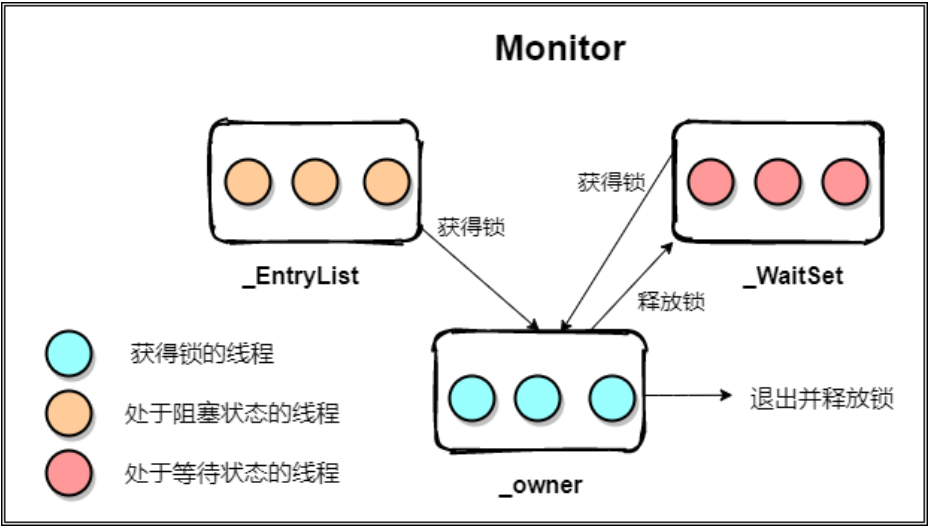 Monitor
获得锁
获得锁
_EntryList
_WaitSet
释放锁
获得锁的线程
处于阻塞状态的线程
退出并释放锁
处于等待状态的线程
_owner